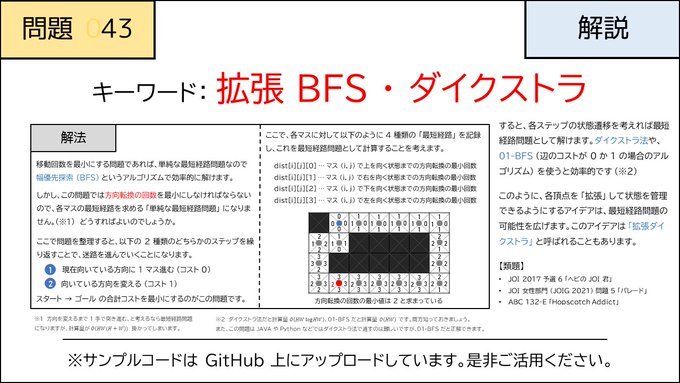 問題 043
解説
キーワード: 拡張 BFS ・ ダイクストラ
解法
移動回数を最小にする問題であれば、単純な最短経路問題なので
幅優先探索 (BFS) というアルゴリズムで効率的に解けます。
しかし、この問題では方向転換の回数を最小にしなければならない
ので、各マスの最短経路を求める「単純な最短経路問題」になりま
せん。(※1) どうすればよいのでしょうか。
ここで問題を整理すると、以下の 2 種類のどちらかのステップを繰
り返すことで、迷路を進んでいくことになります。
1 現在向いている方向に 1 マス進む (コスト 0)
2 向いている方向を変える (コスト 1)
スタート → ゴール の合計コストを最小にするのがこの問題です。
ここで、各マスに対して以下のように 4 種類の「最短経路」を記録
し、これを最短経路問題として計算することを考えます。
dist[i][j][0] … マス (i, j) で上を向く状態までの方向転換の最小回数
dist[i][j][1] … マス (i, j) で右を向く状態までの方向転換の最小回数
dist[i][j][2] … マス (i, j) で下を向く状態までの方向転換の最小回数
dist[i][j][3] … マス (i, j) で左を向く状態までの方向転換の最小回数
方向転換の回数の最小値は 2 と求まっている
すると、各ステップの状態遷移を考えれば最短
経路問題として解けます。ダイクストラ法や、
01-BFS (辺のコストが 0 か 1 の場合のアル
ゴリズム) を使うと効率的です (※2)
このように、各頂点を「拡張」して状態を管理
できるようにするアイデアは、最短経路問題の
可能性を広げます。このアイデアは「拡張ダイ
クストラ」と呼ばれることもあります。
【類題】
• JOI 2017 予選 6「ヘビの JOI 君」
• JOI 女性部門 (JOIG 2021) 問題 5「パレード」
• ABC 132-E「Hopscotch Addict」
※1 方向を変えるまで 1 手で突き進む、と考えるなら最短経路問題
になりますが、計算量が O(HW(H + W)) 掛かってしまいます。
※2 ダイクストラ法だと計算量 O(HW log HW)、01-BFS だと計算量 O(HW) です。両方知っておきましょう。
また、この問題は JAVA や Python などではダイクストラ法で通すのは難しいですが、01-BFS だと正解できます。
※サンプルコードは GitHub 上にアップロードしています。是非ご活用ください。